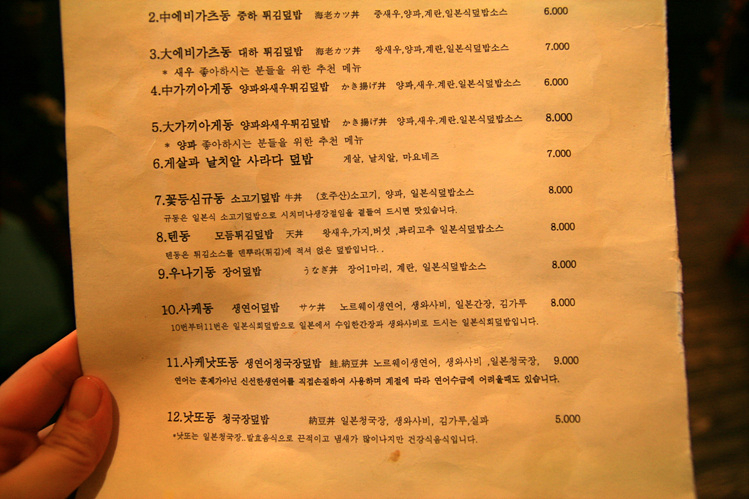 2.中에비가츠동 중하 튀김덮밥 海老カツ丼 중새우,양파,계란,일본식덮밥소스 6.000
3.大에비가츠동 대하 튀김덮밥 海老カツ丼 왕새우,양파,계란,일본식덮밥소스 7.000
* 새우 좋아하시는 분들을 위한 추천 메뉴
4.中가끼아게동 양파와새우튀김덮밥 かき揚げ丼 양파,새우.계란,일본식덮밥소스 6.000
5.大가끼아게동 양파와새우튀김덮밥 かき揚げ丼 양파,새우.계란.일본식덮밥소스 8.000
* 양파 좋아하시는 분들을 위한 추천 메뉴
6.게살과 날치알 사라다 덮밥 게살, 날치알, 마요네즈 7.000
7.꽃등심규동 소고기덮밥 牛丼 (호주산)소고기, 양파, 일본식덮밥소스 8.000
규동은 일본식 소고기덮밥으로 시치미나생강절임을 곁들여 드시면 맛있습니다.
8.텐동 모듬튀김덮밥 天丼 왕새우,가지,버섯 ,꽈리고추 일본식덮밥소스 8.000
텐동은 튀김소스를 덴뿌라(튀김)에 적셔 얹은 덮밥입니다..
9.우나기동 장어덮밥 うなぎ丼 장어1마리, 계란, 일본식덮밥소스 8.000
10.사케동 생연어덮밥 サケ丼 노르웨이생연어, 생와사비, 일본간장, 김가루 8.000
10번부터11번은 일본식회덮밥으로 일본에서 수입한간장과 생와사비로 드시는 일본식회덮밥입니다.
11.사케낫또동 생연어청국장덮밥 鮭,納豆丼 노르웨이생연어, 생와사비 ,일본청국장, 9.000
연어는 훈제가아닌 신선한생연어를 직접손질하여 사용하며 계절에 따라 연어수급에 어려울때도 있습니다.
12.낫또동 청국장덮밥 納豆丼 일본청국장, 생와사비, 김가루,실파 5.000
*낫또는 일본청국장..발효음식으로 끈적이고 냄새가 많이나지만 건강식음식입니다.